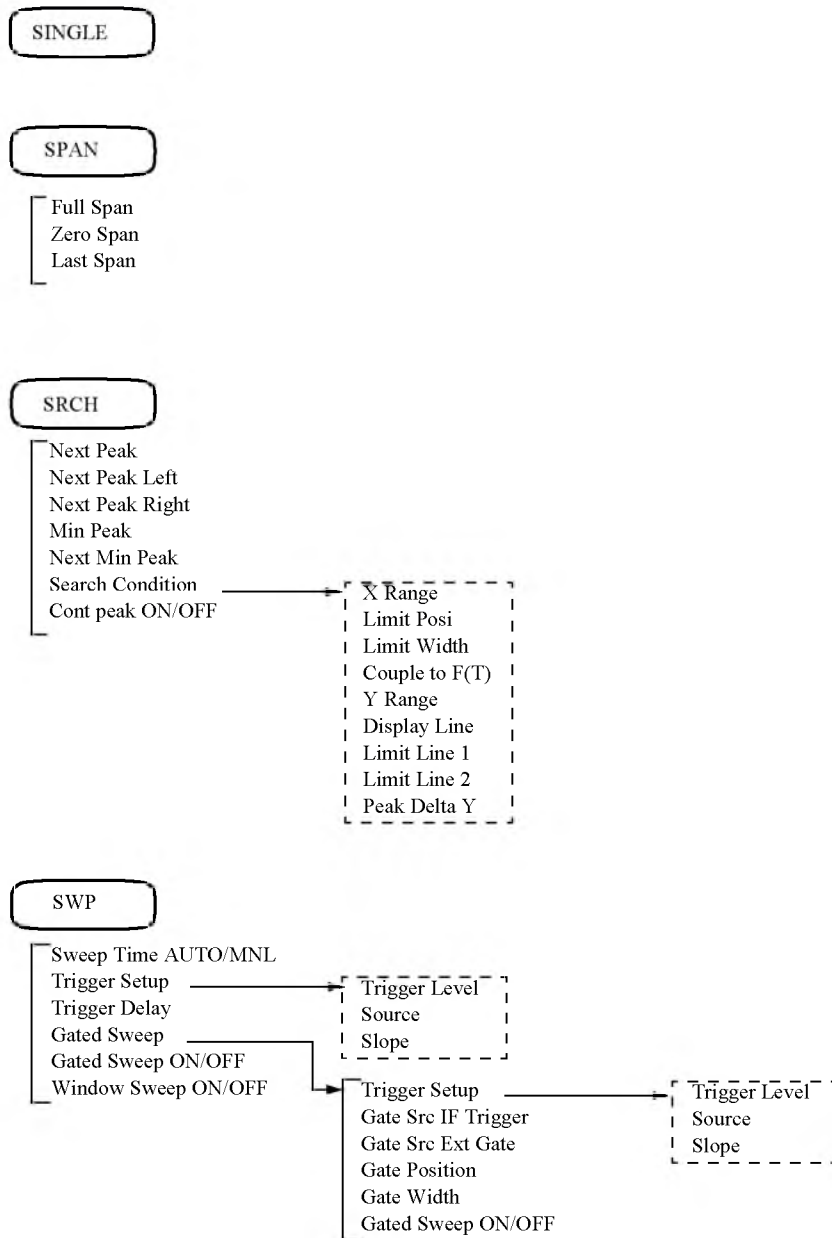 SINGLE
SPAN
Full Span
Zero Span
Last Span
SRCH
Next Peak
Next Peak Left
Next Peak Right
Min Peak
Next Min Peak
Search Condition
Cont peak ON/OFF
X Range
Limit Posi
Limit Width
Couple to F(T)
Y Range
Display Line
Limit Line 1
Limit Line 2
Peak Delta Y
SWP
Sweep Time AUTO/MNL
Trigger Setup
Trigger Delay
Gated Sweep
Gated Sweep ON/OFF
Window Sweep ON/OFF
Trigger Level
Source
Slope
Trigger Setup
Gate Src IF Trigger
Gate Src Ext Gate
Gate Position
Gate Width
Gated Sweep ON/OFF
Trigger Level
Source
Slope